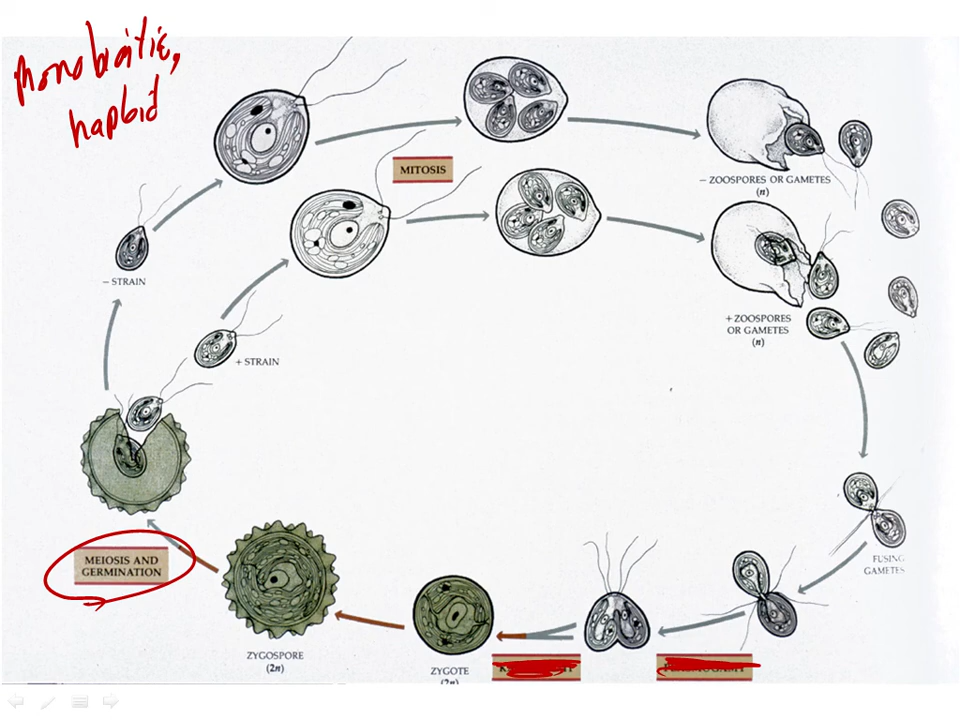 monobiotic,
haploid
MITOSIS
– ZOOSPORES OR GAMETES
(n)
– STRAIN
+ STRAIN
+ ZOOSPORES
OR GAMETES
(n)
MEIOSIS AND
GERMINATION
FUSING
GAMETES
ZYGOSPORE
(2n)
ZYGOTE
(2n)